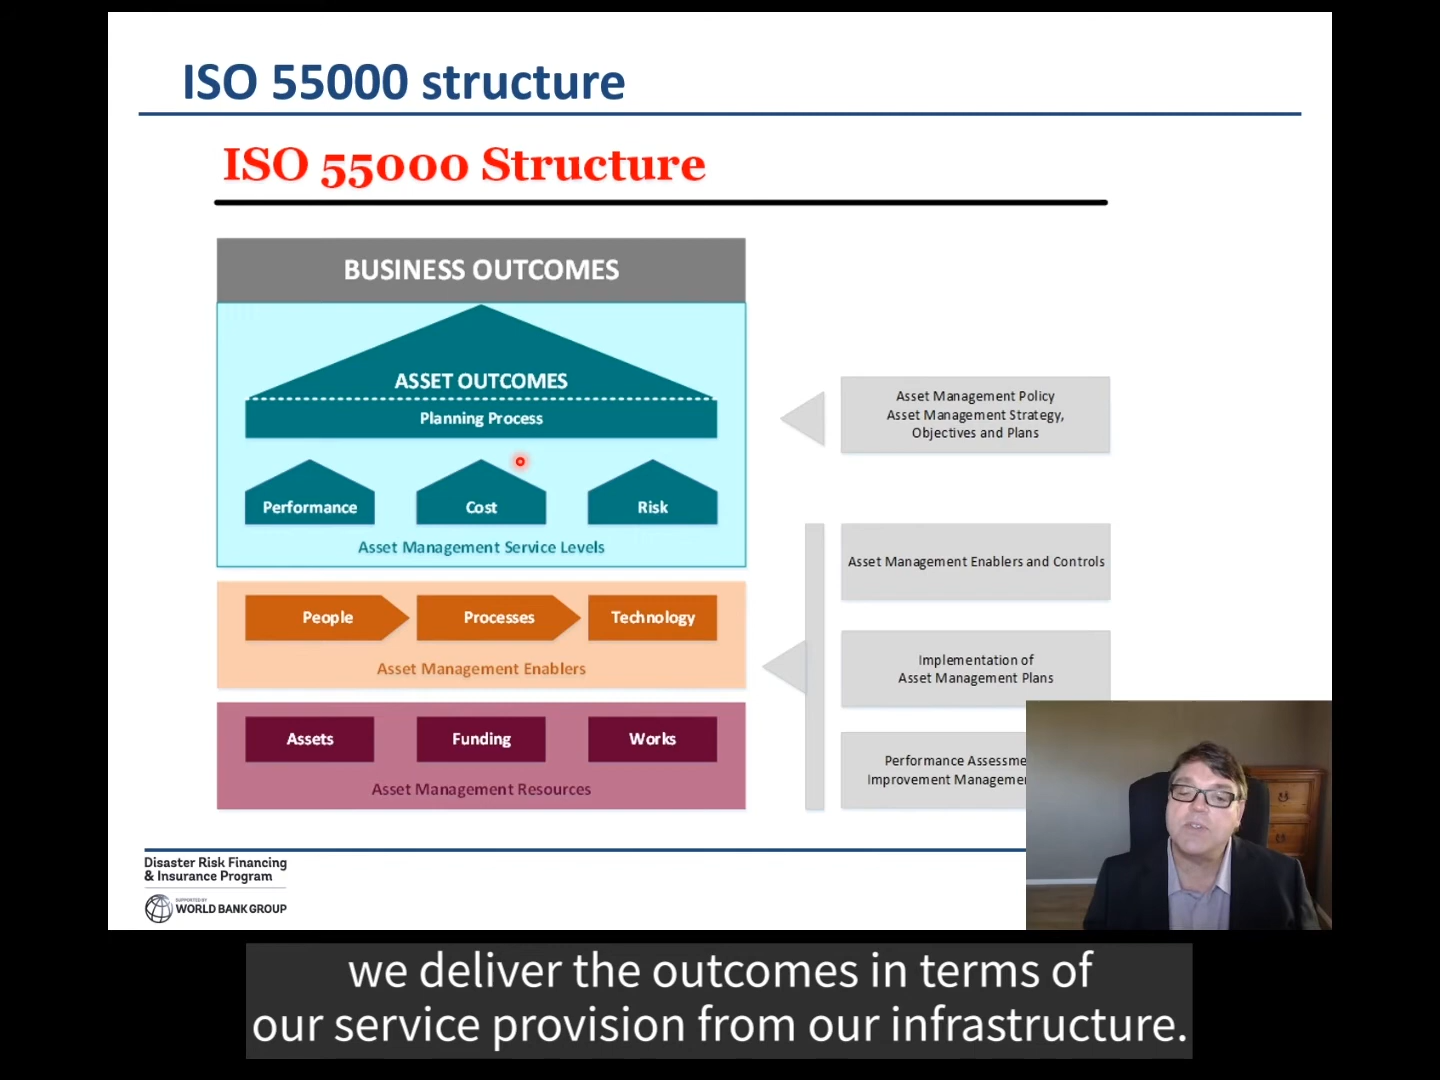 ISO 55000 structure
ISO 55000 Structure
BUSINESS OUTCOMES
ASSET OUTCOMES
Planning Process
Performance
Cost
Risk
Asset Management Service Levels
People
Processes
Technology
Asset Management Enablers
Assets
Funding
Works
Asset Management Resources
Asset Management Policy
Asset Management Strategy,
Objectives and Plans
Asset Management Enablers and Controls
Implementation of
Asset Management Plans
Performance Assessme
Improvement Manageme
Disaster Risk Financing
& Insurance Program
SUPPORTED BY
WORLD BANK GROUP
we deliver the outcomes in terms of
our service provision from our infrastructure.